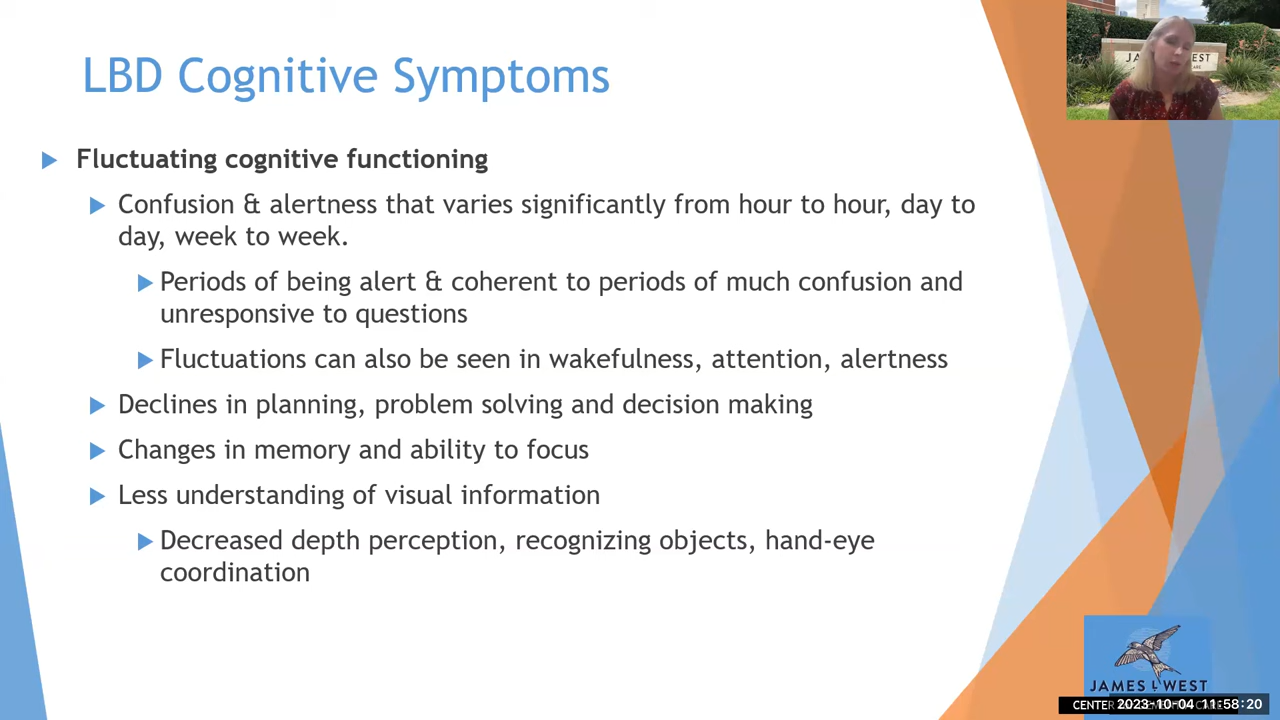 LBD Cognitive Symptoms
Fluctuating cognitive functioning
Confusion & alertness that varies significantly from hour to hour, day to
day, week to week.
Periods of being alert & coherent to periods of much confusion and
unresponsive to questions
Fluctuations can also be seen in wakefulness, attention, alertness
Declines in planning, problem solving and decision making
Changes in memory and ability to focus
Less understanding of visual information
Decreased depth perception, recognizing objects, hand-eye
coordination
JAMES L WEST
CENTER
2023-10-04 11:58:20